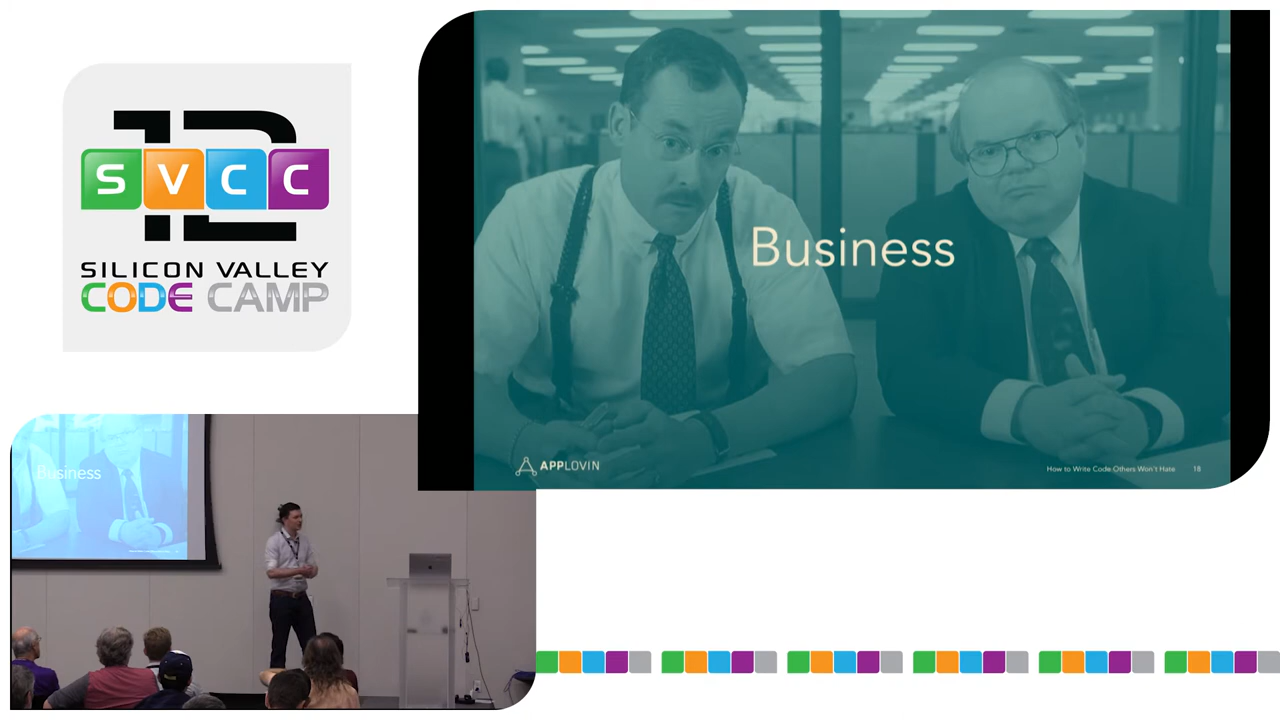 12
SVCC
SILICON VALLEY
CODE CAMP
Business
APPLOVIN
How to Write Code Others Won't Hate 18
Business